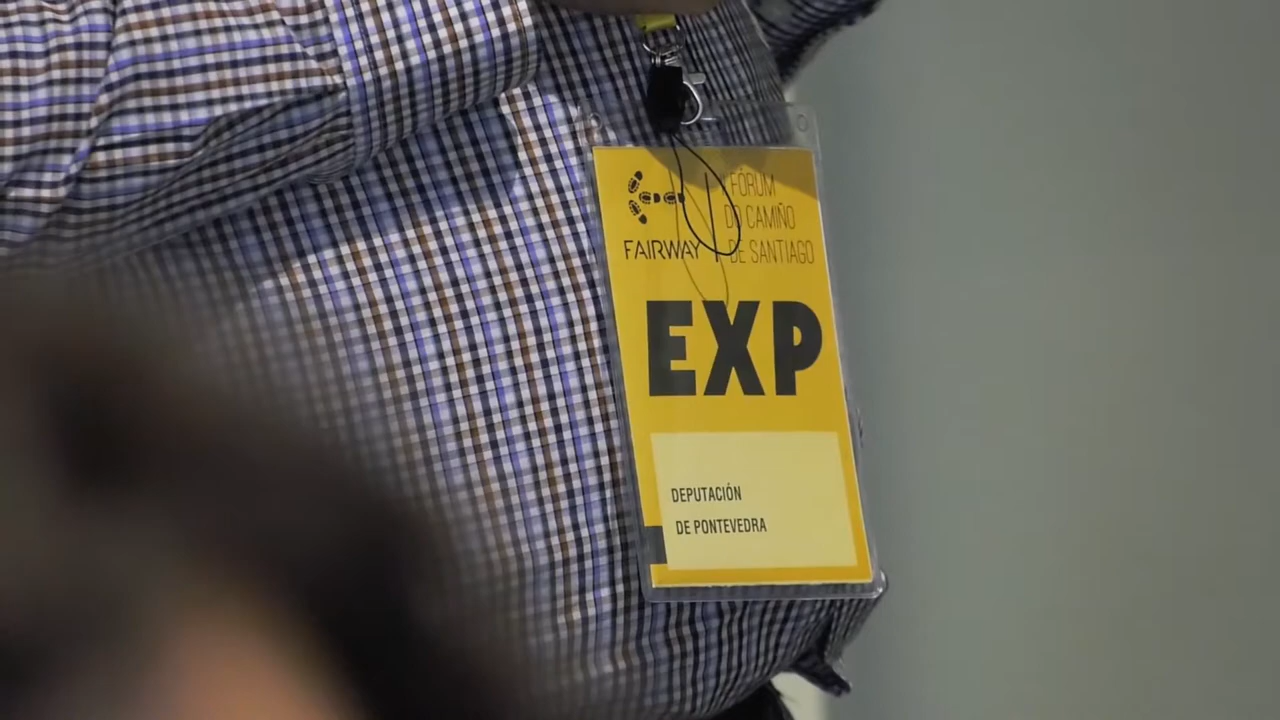 FAIRWAY
FÓRUM
DO CAMIÑO
DE SANTIAGO
EXP
DEPUTACIÓN
DE PONTEVEDRA